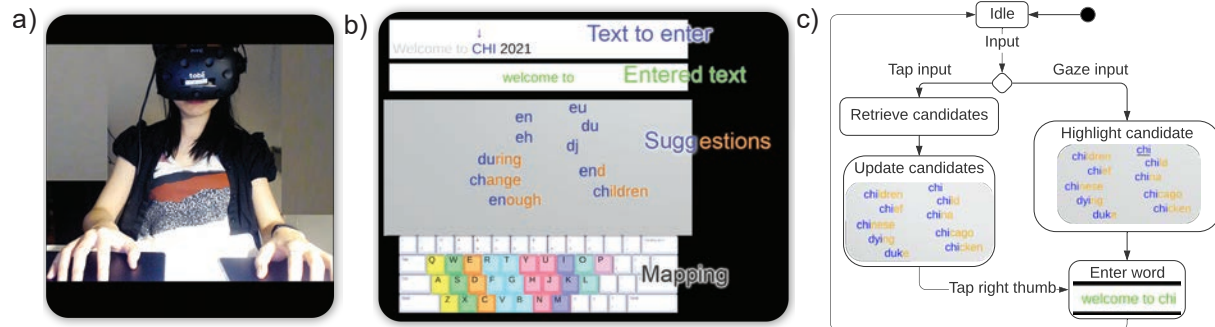 a)
tobii
b)
↓
Welcome to CHI 2021
Text to enter
welcome to
Entered text
en
eu
eh
du
dj
during
end
change
children
enough
Suggestions
Q W E R T Y U I O P
A S D F G H J K L
Z X C V B N M
Mapping
c)
Idle
Input
Tap input
Gaze input
Retrieve candidates
Update candidates
children
chi
chief
child
chinese
china
dying
chicago
duke
chicken
Highlight candidate
children
chi
chief
child
chinese
china
dying
chicago
duke
chicken
Tap right thumb
Enter word
welcome to chi